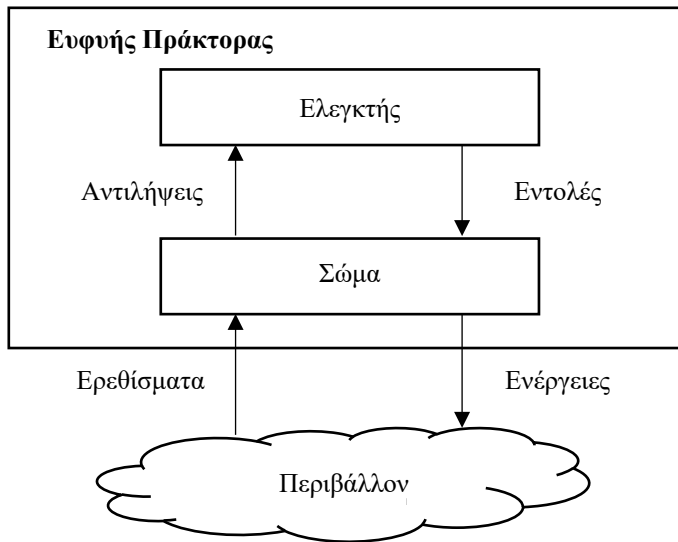 Ευφυής Πράκτορας
Ελεγκτής
Αντιλήψεις
Εντολές
Σώμα
Ερεθίσματα
Ενέργειες
Περιβάλλον